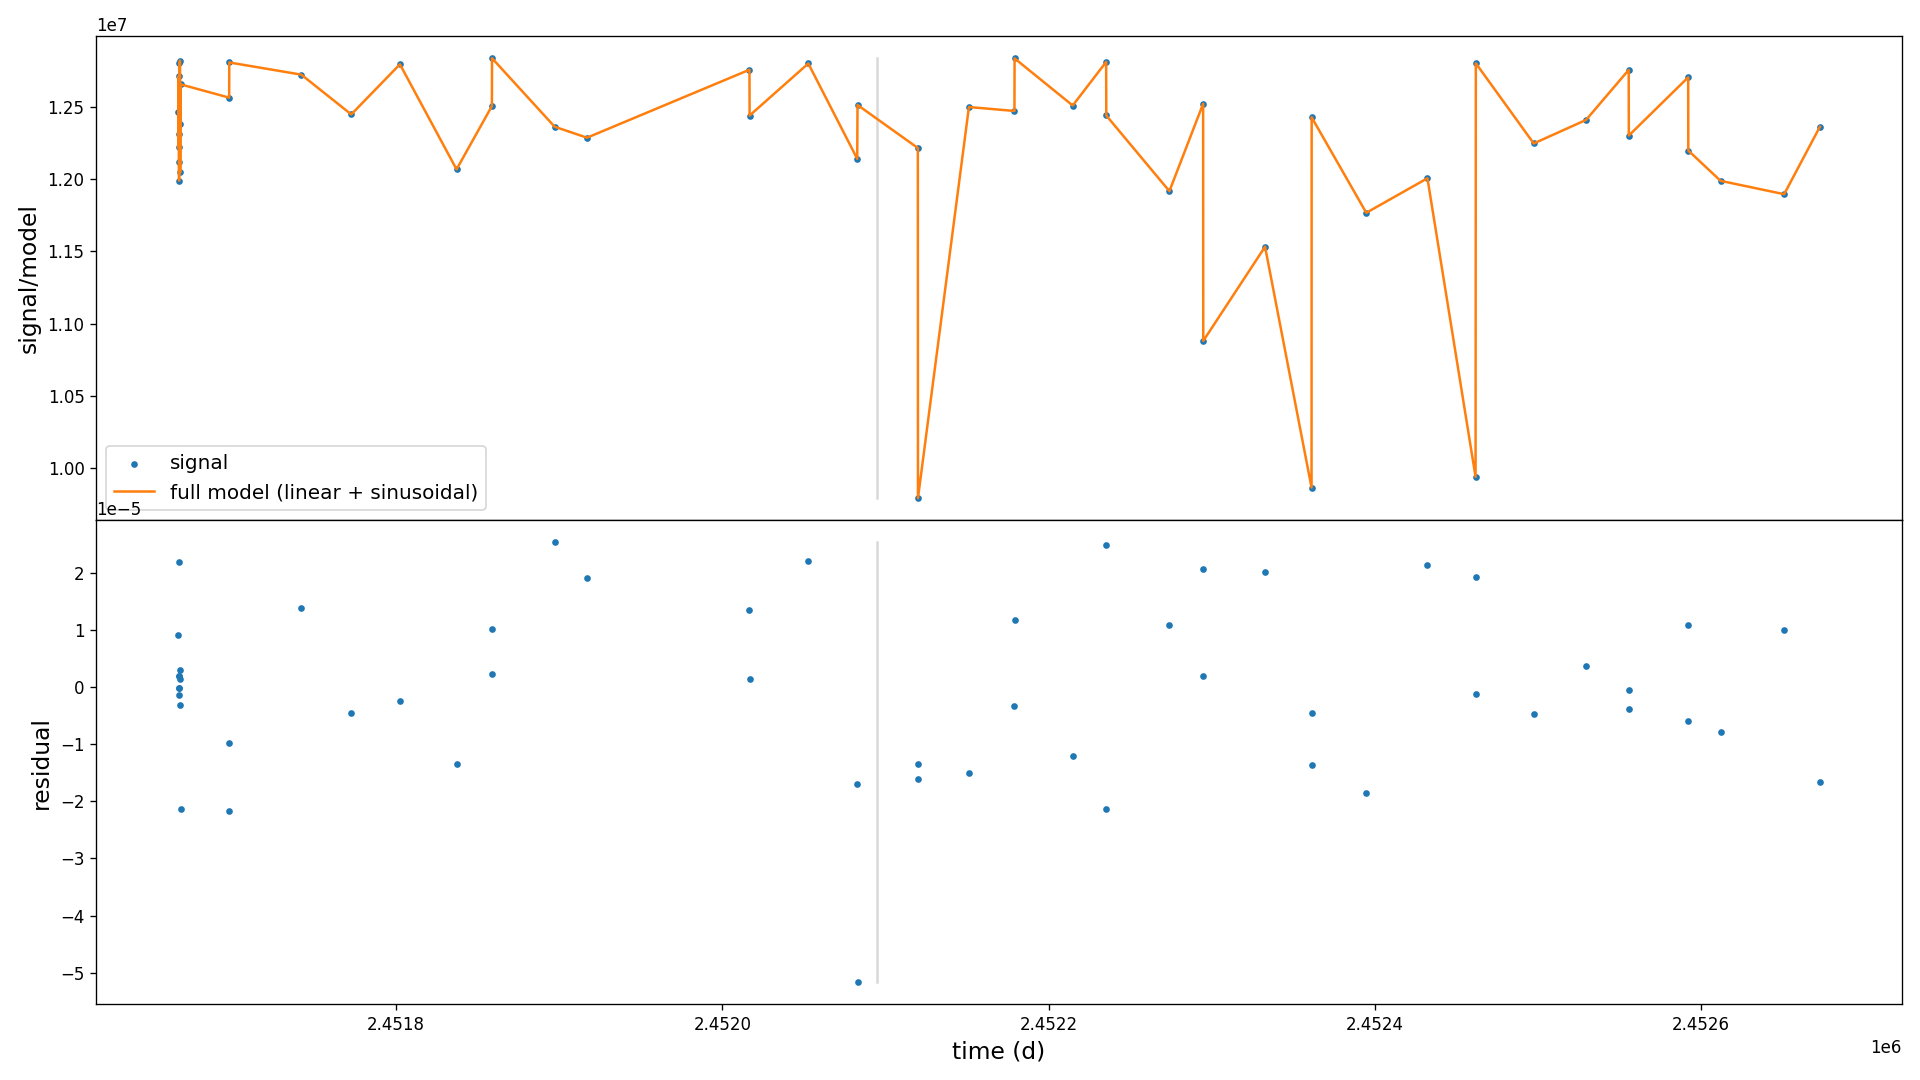 1e7
1.25
1.20
1.15
1.10
1.05
1.00
signal/model
signal
full model (linear + sinusoidal)
1e−5
2
1
0
−1
−2
−3
−4
−5
residual
2.4518
2.4520
2.4522
2.4524
2.4526
time (d)
1e6